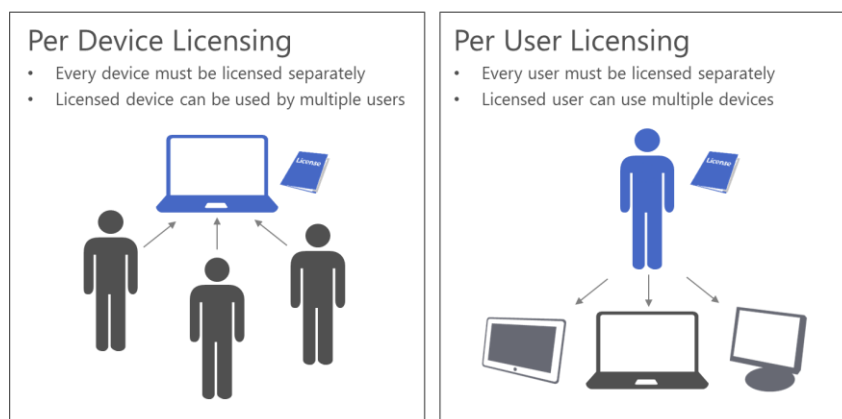 Per Device Licensing
• Every device must be licensed separately
• Licensed device can be used by multiple users
License
Per User Licensing
• Every user must be licensed separately
• Licensed user can use multiple devices
License